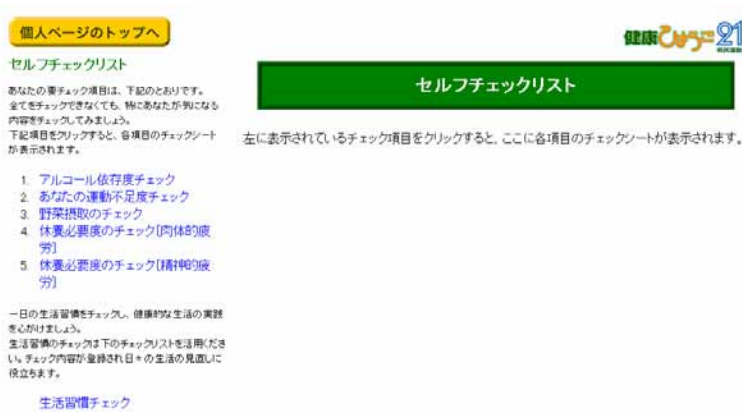 個人ページのトップへ
健康ひょうご21
県民運動
セルフチェックリスト
あなたの要チェック項目は、下記のとおりです。
全てをチェックできなくても、特にあなたが気になる
内容をチェックしてみましょう。
下記項目をクリックすると、各項目のチェックシート
が表示されます。
1. アルコール依存度チェック
2. あなたの運動不足度チェック
3. 野菜摂取のチェック
4. 休養必要度のチェック[肉体的疲
労]
5. 休養必要度のチェック[精神的疲
労]
一日の生活習慣をチェックし、健康的な生活の実践
を心がけましょう。
生活習慣のチェックは下のチェックリストを活用くださ
い。チェック内容が登録され日々の生活の見直しに
役立ちます。
生活習慣チェック
セルフチェックリスト
左に表示されているチェック項目をクリックすると、ここに各項目のチェックシートが表示されます。